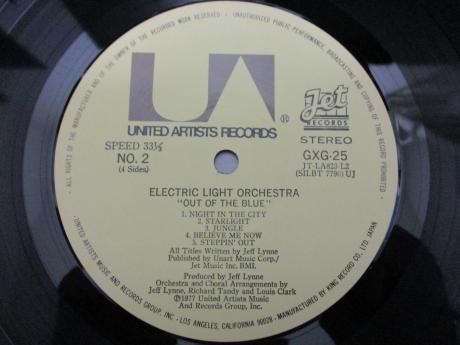 ALL RIGHTS OF THE MANUFACTURER AND OF THE OWNER OF THE RECORDED WORK RESERVED. UNAUTHORIZED PUBLIC PERFORMANCE, BROADCASTING AND COPYING OF THIS RECORD PROHIBITED.
UA ®
Jet
RECORDS
UNITED ARTISTS RECORDS
STEREO
SPEED 33⅓
NO. 2
(4 Sides)
GXG-25
JT-LA823-L2
(SILBT 7790) UJ
ELECTRIC LIGHT ORCHESTRA
"OUT OF THE BLUE"
1. NIGHT IN THE CITY
2. STARLIGHT
3. JUNGLE
4. BELIEVE ME NOW
5. STEPPIN' OUT
All Titles Written by Jeff Lynne
Published by Unart Music Corp./
Jet Music Inc. BMI.
Produced by Jeff Lynne
Orchestra and Choral Arrangements by
Jeff Lynne, Richard Tandy and Louis Clark
Ⓟ1977 United Artists Music
And Records Group, Inc.
UNITED ARTISTS MUSIC AND RECORDS GROUP, INC. • LOS ANGELES, CALIFORNIA 90028 • MANUFACTURED BY KING RECORD CO. LTD, JAPAN